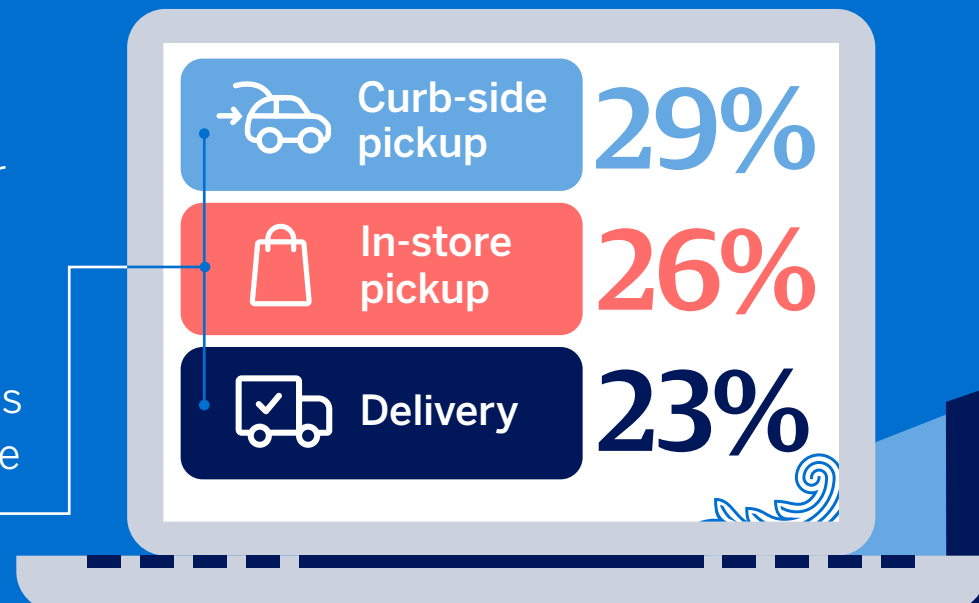 Curb-side
pickup
29%
In-store
pickup
26%
Delivery
23%